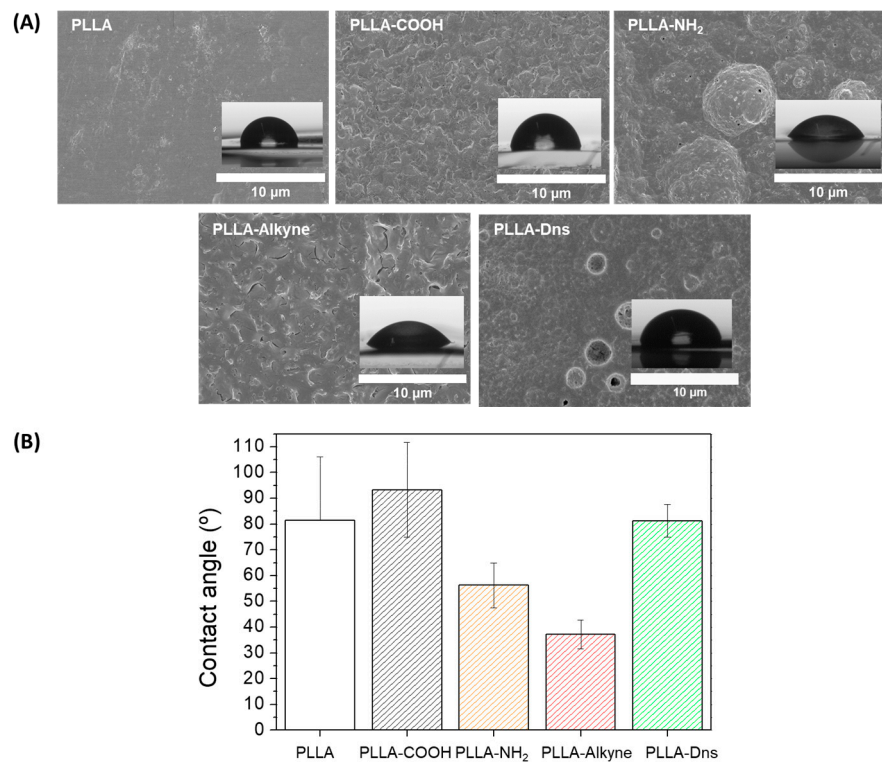 (A)
PLLA
10 µm
PLLA-COOH
10 µm
PLLA-NH₂
10 µm
PLLA-Alkyne
10 µm
PLLA-Dns
10 µm
(B)
Contact angle (º)
110
100
90
80
70
60
50
40
30
20
10
0
PLLA PLLA-COOH PLLA-NH₂ PLLA-Alkyne PLLA-Dns